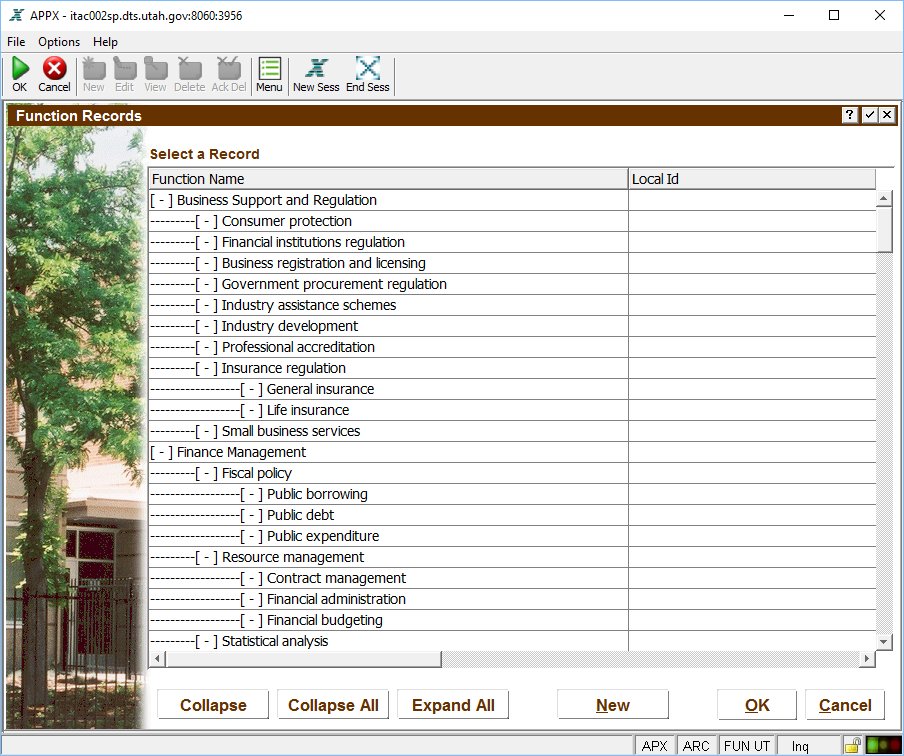 APPX - itac002sp.dts.utah.gov:8060:3956
File Options Help
OK Cancel New Edit View Delete Ack Del Menu New Sess End Sess
Function Records
Select a Record
Function Name Local Id
[ - ] Business Support and Regulation
---------[ - ] Consumer protection
---------[ - ] Financial institutions regulation
---------[ - ] Business registration and licensing
---------[ - ] Government procurement regulation
---------[ - ] Industry assistance schemes
---------[ - ] Industry development
---------[ - ] Professional accreditation
---------[ - ] Insurance regulation
------------------[ - ] General insurance
------------------[ - ] Life insurance
---------[ - ] Small business services
[ - ] Finance Management
---------[ - ] Fiscal policy
------------------[ - ] Public borrowing
------------------[ - ] Public debt
------------------[ - ] Public expenditure
---------[ - ] Resource management
------------------[ - ] Contract management
------------------[ - ] Financial administration
------------------[ - ] Financial budgeting
---------[ - ] Statistical analysis
Collapse Collapse All Expand All New OK Cancel
APPX ARC FUN UT Inq